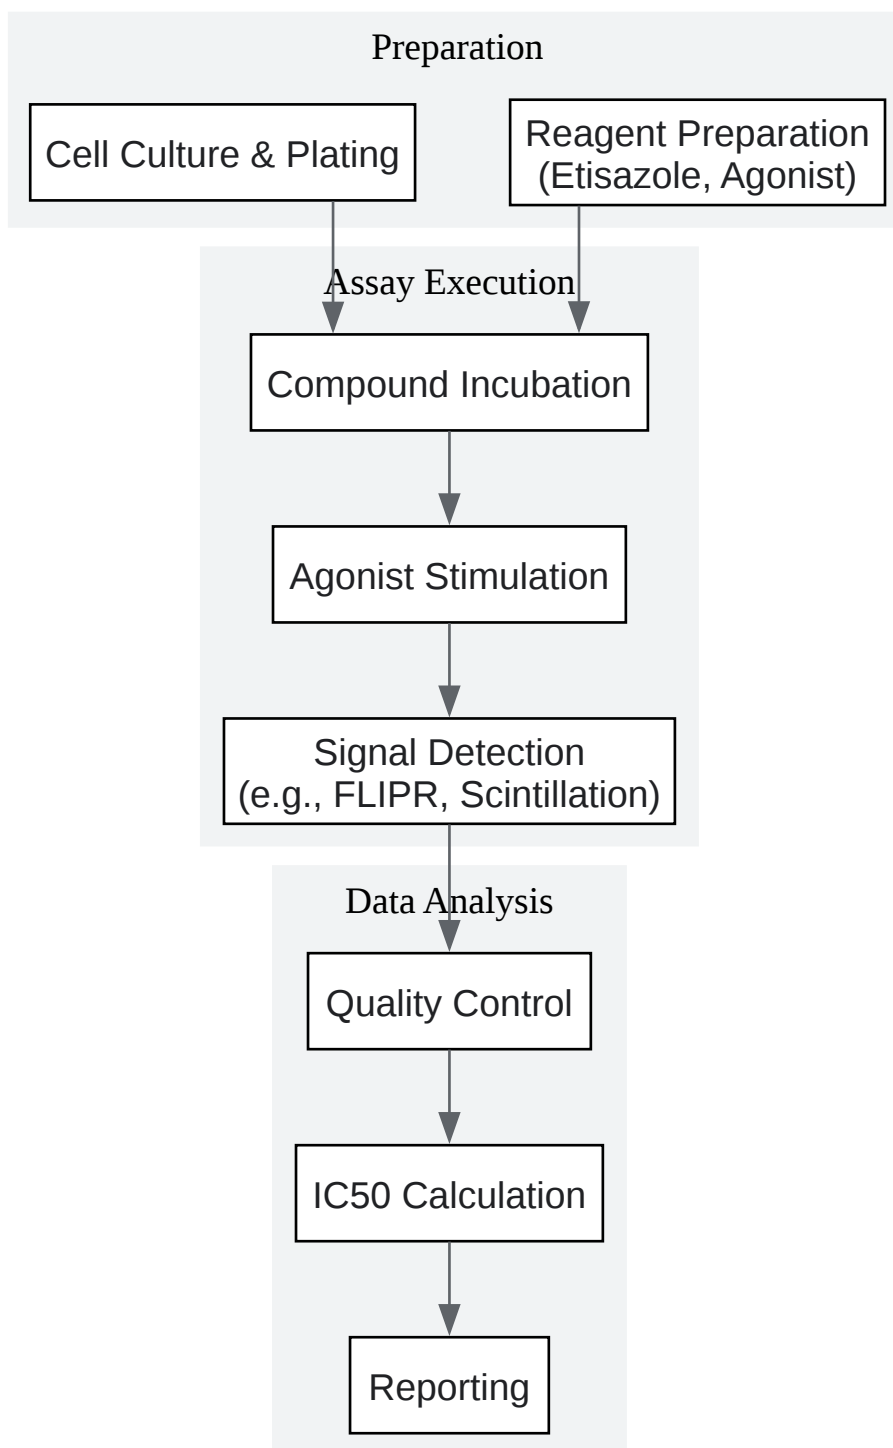 Preparation
Cell Culture & Plating
Reagent Preparation
(Etisazole, Agonist)
Assay Execution
Compound Incubation
Agonist Stimulation
Signal Detection
(e.g., FLIPR, Scintillation)
Data Analysis
Quality Control
IC50 Calculation
Reporting